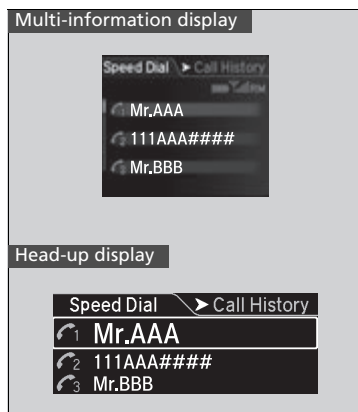 Multi-information display
Speed Dial ➤ Call History
Mr.AAA
2 111AAA####
Mr.BBB
Head-up display
Speed Dial ➤ Call History
1 Mr.AAA
2 111AAA####
3 Mr.BBB